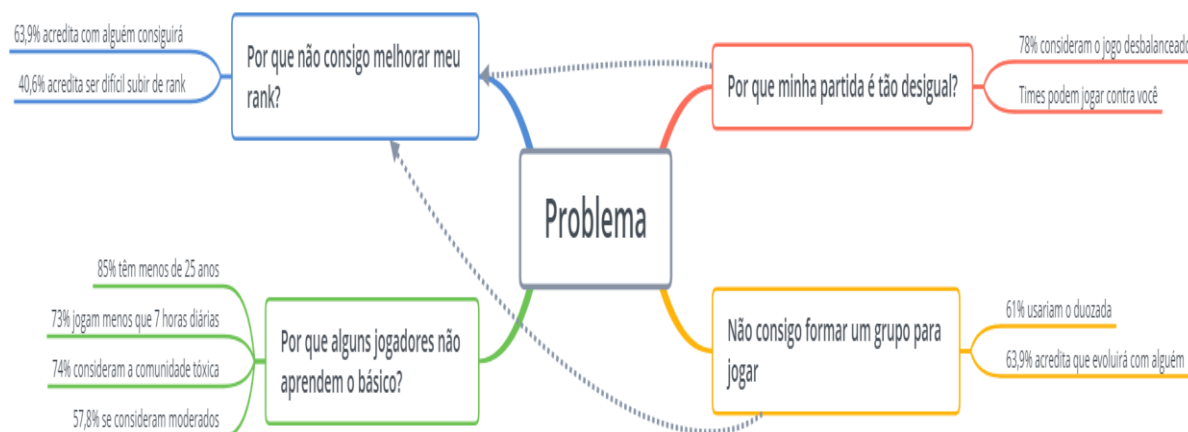 63,9% acredita com alguém consiguirá
40,6% acredita ser difícil subir de rank
Por que não consigo melhorar meu
rank?
Por que minha partida é tão desigual?
78% consideram o jogo desbalanceado
Times podem jogar contra você
Problema
85% têm menos de 25 anos
73% jogam menos que 7 horas diárias
74% consideram a comunidade tóxica
57,8% se consideram moderados
Por que alguns jogadores não
aprendem o básico?
Não consigo formar um grupo para
jogar
61% usariam o duozada
63,9% acredita que evoluirá com alguém